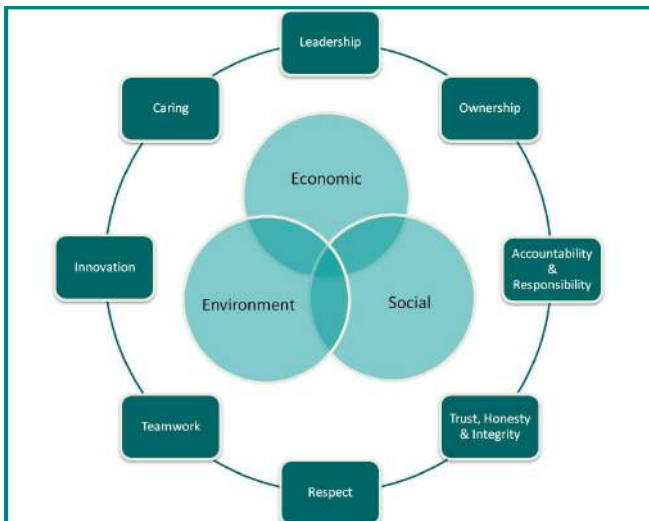 Leadership
Caring
Ownership
Economic
Innovation
Accountability
&
Responsibility
Environment
Social
Teamwork
Trust, Honesty
& Integrity
Respect